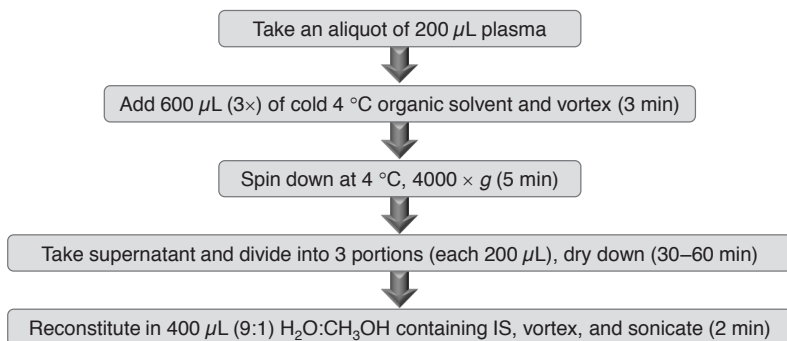 Take an aliquot of 200 µL plasma
Add 600 µL (3×) of cold 4 °C organic solvent and vortex (3 min)
Spin down at 4 °C, 4000 × g (5 min)
Take supernatant and divide into 3 portions (each 200 µL), dry down (30–60 min)
Reconstitute in 400 µL (9:1) H₂O:CH₃OH containing IS, vortex, and sonicate (2 min)